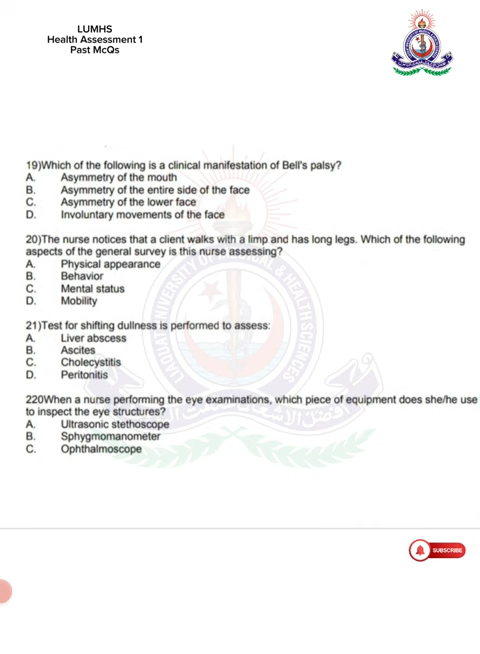 LUMHS
Health Assessment 1
Past McQs
19)Which of the following is a clinical manifestation of Bell's palsy?
A. Asymmetry of the mouth
B. Asymmetry of the entire side of the face
C. Asymmetry of the lower face
D. Involuntary movements of the face
20)The nurse notices that a client walks with a limp and has long legs. Which of the following
aspects of the general survey is this nurse assessing?
A. Physical appearance
B. Behavior
C. Mental status
D. Mobility
21)Test for shifting dullness is performed to assess:
A. Liver abscess
B. Ascites
C. Cholecystitis
D. Peritonitis
220When a nurse performing the eye examinations, which piece of equipment does she/he use
to inspect the eye structures?
A. Ultrasonic stethoscope
B. Sphygmomanometer
C. Ophthalmoscope
SUBSCRIBE